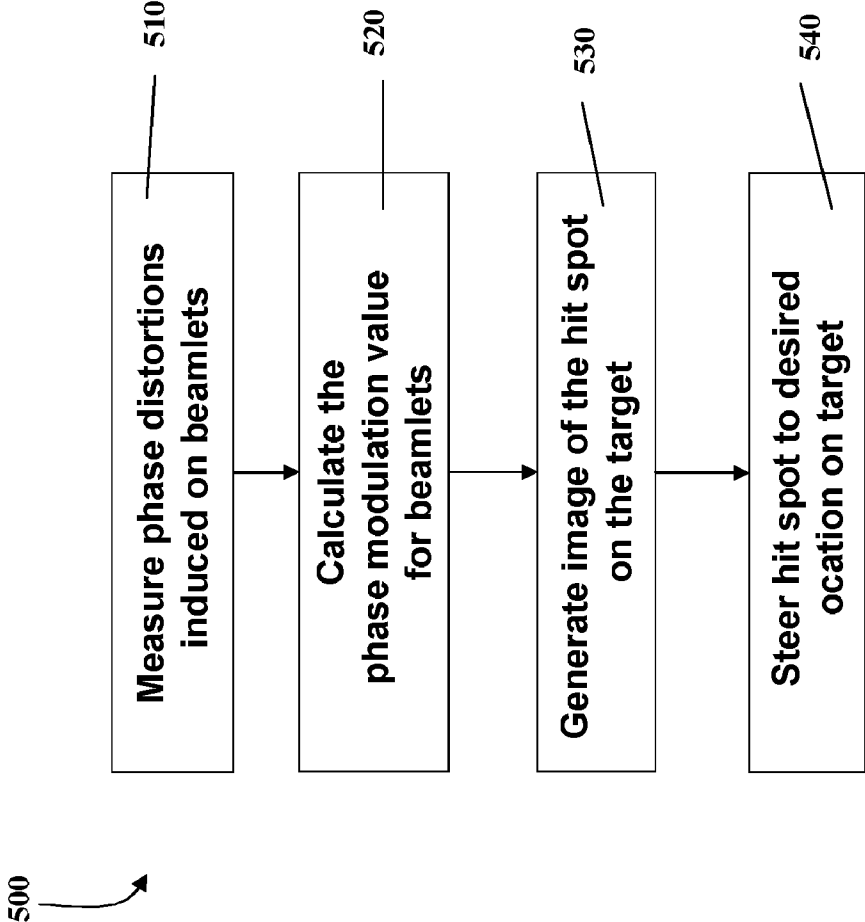 500
Measure phase distortions
induced on beamlets
510
Calculate the
phase modulation value
for beamlets
520
Generate image of the hit spot
on the target
530
Steer hit spot to desired
ocation on target
540